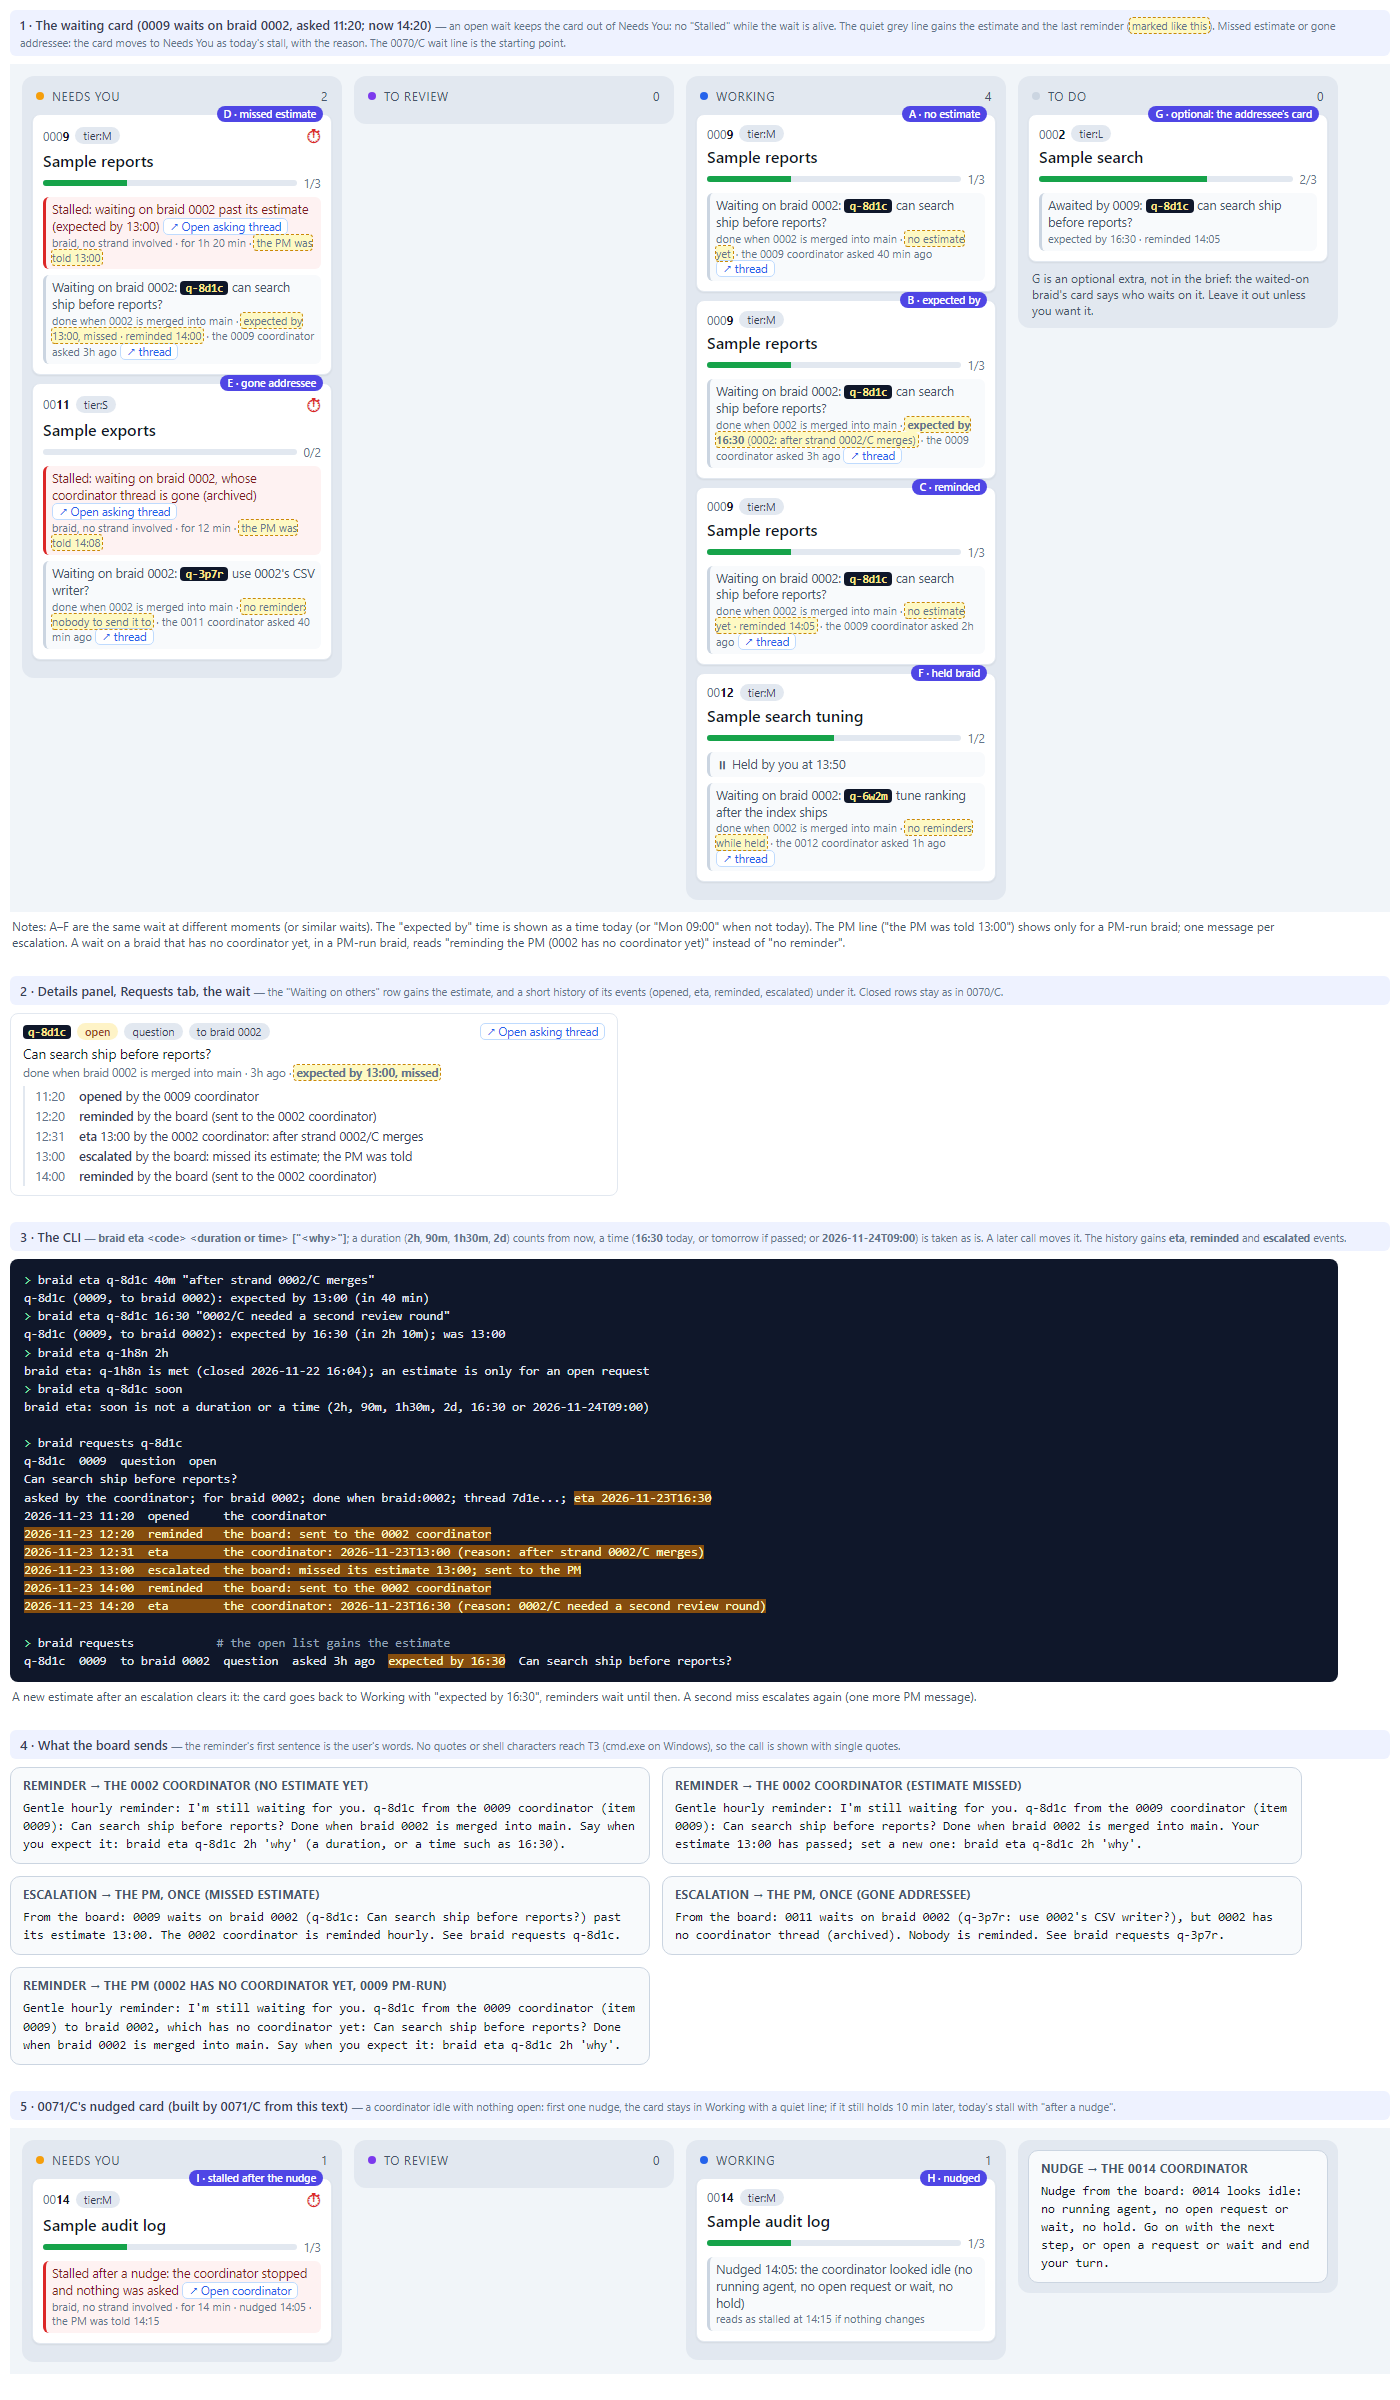 1 · The waiting card (0009 waits on braid 0002, asked 11:20; now 14:20) — an open wait keeps the card out of Needs You: no "Stalled" while the wait is alive. The quiet grey line gains the estimate and the last reminder (marked like this). Missed estimate or gone
addressee: the card moves to Needs You as today's stall, with the reason. The 0070/C wait line is the starting point.
NEEDS YOU 2
D · missed estimate
0009 tier:M
Sample reports
1/3
Stalled: waiting on braid 0002 past its estimate
(expected by 13:00) ↗ Open asking thread
braid, no strand involved · for 1h 20 min · the PM was
told 13:00
Waiting on braid 0002: q-8d1c can search
ship before reports?
done when 0002 is merged into main · expected by
13:00, missed · reminded 14:00 · the 0009 coordinator
asked 3h ago ↗ thread
E · gone addressee
0011 tier:S
Sample exports
0/2
Stalled: waiting on braid 0002, whose
coordinator thread is gone (archived)
↗ Open asking thread
braid, no strand involved · for 12 min · the PM was
told 14:08
Waiting on braid 0002: q-3p7r use 0002's CSV
writer?
done when 0002 is merged into main · no reminder:
nobody to send it to · the 0011 coordinator asked 40
min ago ↗ thread
TO REVIEW 0
WORKING 4
A · no estimate
0009 tier:M
Sample reports
1/3
Waiting on braid 0002: q-8d1c can search
ship before reports?
done when 0002 is merged into main · no estimate
yet · the 0009 coordinator asked 40 min ago
↗ thread
B · expected by
0009 tier:M
Sample reports
1/3
Waiting on braid 0002: q-8d1c can search
ship before reports?
done when 0002 is merged into main · expected by
16:30 (0002: after strand 0002/C merges) · the 0009
coordinator asked 3h ago ↗ thread
C · reminded
0009 tier:M
Sample reports
1/3
Waiting on braid 0002: q-8d1c can search
ship before reports?
done when 0002 is merged into main · no estimate
yet · reminded 14:05 · the 0009 coordinator asked 2h
ago ↗ thread
F · held braid
0012 tier:M
Sample search tuning
1/2
⏸ Held by you at 13:50
Waiting on braid 0002: q-6w2m tune ranking
after the index ships
done when 0002 is merged into main · no reminders
while held · the 0012 coordinator asked 1h ago
↗ thread
TO DO 0
G · optional: the addressee's card
0002 tier:L
Sample search
2/3
Awaited by 0009: q-8d1c can search ship
before reports?
expected by 16:30 · reminded 14:05
G is an optional extra, not in the brief: the waited-on
braid's card says who waits on it. Leave it out unless
you want it.
Notes: A–F are the same wait at different moments (or similar waits). The "expected by" time is shown as a time today (or "Mon 09:00" when not today). The PM line ("the PM was told 13:00") shows only for a PM-run braid; one message per
escalation. A wait on a braid that has no coordinator yet, in a PM-run braid, reads "reminding the PM (0002 has no coordinator yet)" instead of "no reminder".
2 · Details panel, Requests tab, the wait — the "Waiting on others" row gains the estimate, and a short history of its events (opened, eta, reminded, escalated) under it. Closed rows stay as in 0070/C.
q-8d1c open question to braid 0002 ↗ Open asking thread
Can search ship before reports?
done when braid 0002 is merged into main · 3h ago · expected by 13:00, missed
11:20 opened by the 0009 coordinator
12:20 reminded by the board (sent to the 0002 coordinator)
12:31 eta 13:00 by the 0002 coordinator: after strand 0002/C merges
13:00 escalated by the board: missed its estimate; the PM was told
14:00 reminded by the board (sent to the 0002 coordinator)
3 · The CLI — braid eta <code> <duration or time> ["<why>"]; a duration (2h, 90m, 1h30m, 2d) counts from now, a time (16:30 today, or tomorrow if passed; or 2026-11-24T09:00) is taken as is. A later call moves it. The history gains eta, reminded and escalated events.
> braid eta q-8d1c 40m "after strand 0002/C merges"
q-8d1c (0009, to braid 0002): expected by 13:00 (in 40 min)
> braid eta q-8d1c 16:30 "0002/C needed a second review round"
q-8d1c (0009, to braid 0002): expected by 16:30 (in 2h 10m); was 13:00
> braid eta q-1h8n 2h
braid eta: q-1h8n is met (closed 2026-11-22 16:04); an estimate is only for an open request
> braid eta q-8d1c soon
braid eta: soon is not a duration or a time (2h, 90m, 1h30m, 2d, 16:30 or 2026-11-24T09:00)
> braid requests q-8d1c
q-8d1c 0009 question open
Can search ship before reports?
asked by the coordinator; for braid 0002; done when braid:0002; thread 7d1e...; eta 2026-11-23T16:30
2026-11-23 11:20 opened the coordinator
2026-11-23 12:20 reminded the board: sent to the 0002 coordinator
2026-11-23 12:31 eta the coordinator: 2026-11-23T13:00 (reason: after strand 0002/C merges)
2026-11-23 13:00 escalated the board: missed its estimate 13:00; sent to the PM
2026-11-23 14:00 reminded the board: sent to the 0002 coordinator
2026-11-23 14:20 eta the coordinator: 2026-11-23T16:30 (reason: 0002/C needed a second review round)
> braid requests # the open list gains the estimate
q-8d1c 0009 to braid 0002 question asked 3h ago expected by 16:30 Can search ship before reports?
A new estimate after an escalation clears it: the card goes back to Working with "expected by 16:30", reminders wait until then. A second miss escalates again (one more PM message).
4 · What the board sends — the reminder's first sentence is the user's words. No quotes or shell characters reach T3 (cmd.exe on Windows), so the call is shown with single quotes.
REMINDER → THE 0002 COORDINATOR (NO ESTIMATE YET)
Gentle hourly reminder: I'm still waiting for you. q-8d1c from the 0009 coordinator (item
0009): Can search ship before reports? Done when braid 0002 is merged into main. Say when
you expect it: braid eta q-8d1c 2h 'why' (a duration, or a time such as 16:30).
REMINDER → THE 0002 COORDINATOR (ESTIMATE MISSED)
Gentle hourly reminder: I'm still waiting for you. q-8d1c from the 0009 coordinator (item
0009): Can search ship before reports? Done when braid 0002 is merged into main. Your
estimate 13:00 has passed; set a new one: braid eta q-8d1c 2h 'why'.
ESCALATION → THE PM, ONCE (MISSED ESTIMATE)
From the board: 0009 waits on braid 0002 (q-8d1c: Can search ship before reports?) past
its estimate 13:00. The 0002 coordinator is reminded hourly. See braid requests q-8d1c.
ESCALATION → THE PM, ONCE (GONE ADDRESSEE)
From the board: 0011 waits on braid 0002 (q-3p7r: use 0002's CSV writer?), but 0002 has
no coordinator thread (archived). Nobody is reminded. See braid requests q-3p7r.
REMINDER → THE PM (0002 HAS NO COORDINATOR YET, 0009 PM-RUN)
Gentle hourly reminder: I'm still waiting for you. q-8d1c from the 0009 coordinator (item
0009) to braid 0002, which has no coordinator yet: Can search ship before reports? Done
when braid 0002 is merged into main. Say when you expect it: braid eta q-8d1c 2h 'why'.
5 · 0071/C's nudged card (built by 0071/C from this text) — a coordinator idle with nothing open: first one nudge, the card stays in Working with a quiet line; if it still holds 10 min later, today's stall with "after a nudge".
NEEDS YOU 1
I · stalled after the nudge
0014 tier:M
Sample audit log
1/3
Stalled after a nudge: the coordinator stopped
and nothing was asked ↗ Open coordinator
braid, no strand involved · for 14 min · nudged 14:05 ·
the PM was told 14:15
TO REVIEW 0
WORKING 1
H · nudged
0014 tier:M
Sample audit log
1/3
Nudged 14:05: the coordinator looked idle (no
running agent, no open request or wait, no
hold)
reads as stalled at 14:15 if nothing changes
NUDGE → THE 0014 COORDINATOR
Nudge from the board: 0014 looks idle:
no running agent, no open request or
wait, no hold. Go on with the next
step, or open a request or wait and end
your turn.